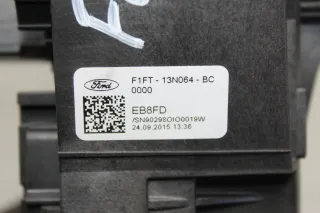 Ford
F1FT - 13N064 - BC
0000
EB8FD
/SN90298OIO0019W
24.09.2015 13:36